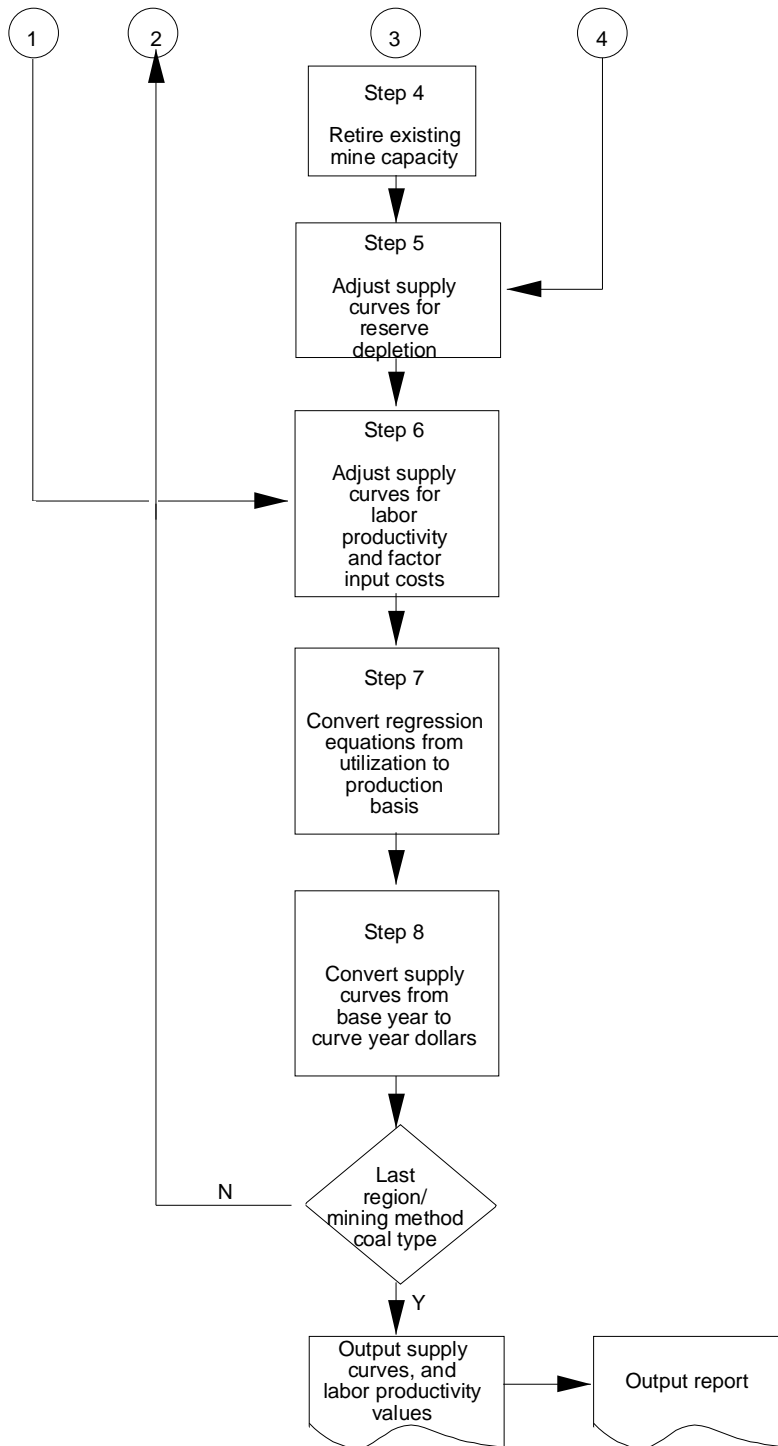 1
2
3
4
Step 4
Retire existing
mine capacity
Step 5
Adjust supply
curves for
reserve
depletion
Step 6
Adjust supply
curves for
labor
productivity
and factor
input costs
Step 7
Convert regression
equations from
utilization to
production
basis
Step 8
Convert supply
curves from
base year to
curve year dollars
Last
region/
mining method
coal type
N
Y
Output supply
curves, and
labor productivity
values
Output report